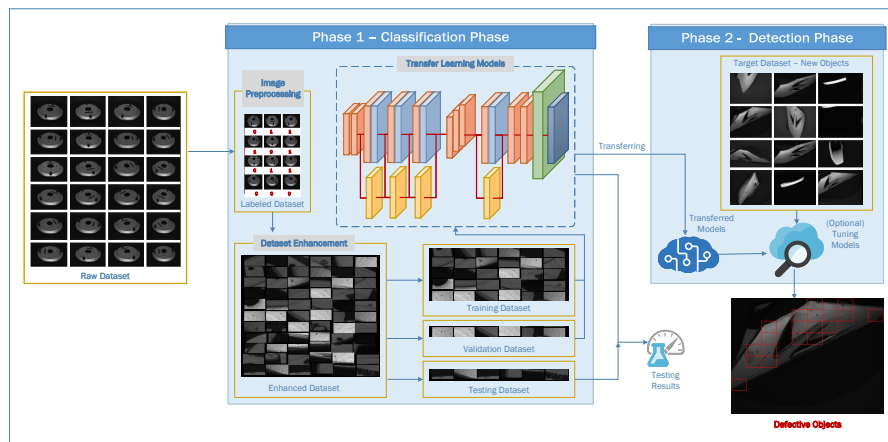 Phase 1 – Classification Phase
Phase 2 - Detection Phase
Transfer Learning Models
Target Dataset – New Objects
Image
Preprocessing
Labeled Dataset
Transferring
Transferred
Models
(Optional)
Tuning
Models
Raw Dataset
Dataset Enhancement
Training Dataset
Validation Dataset
Testing Dataset
Enhanced Dataset
Testing
Results
Defective Objects